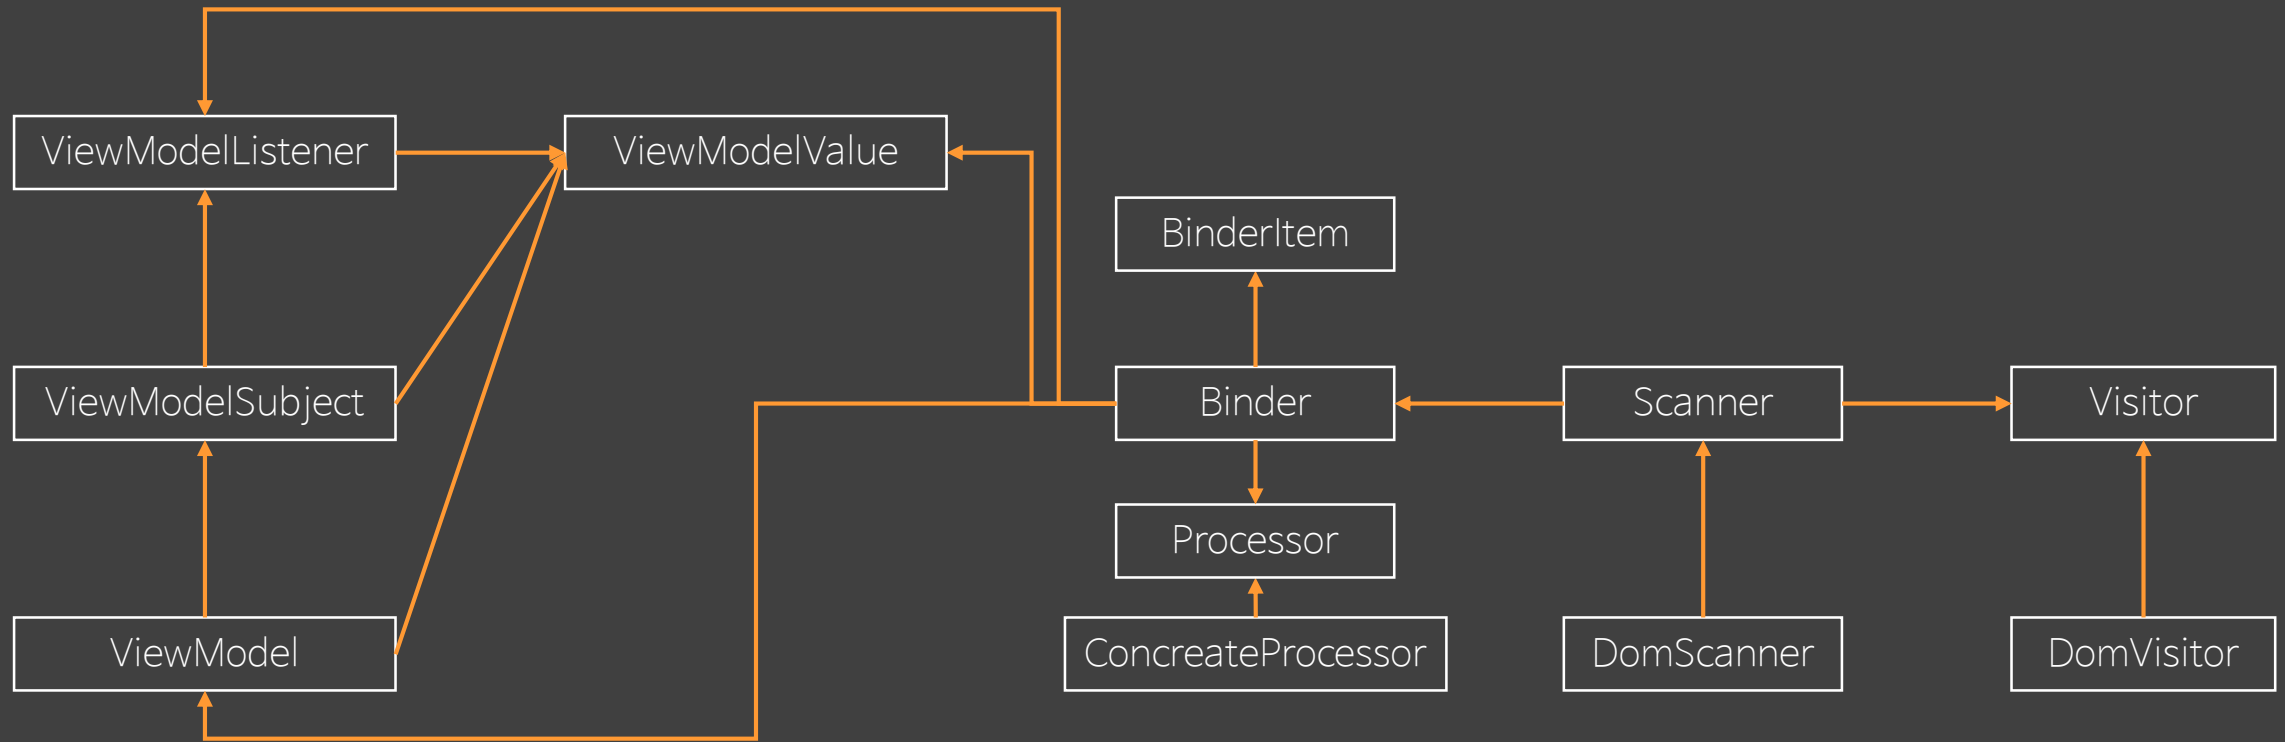 ViewModelListener
ViewModelValue
BinderItem
ViewModelSubject
Binder
Scanner
Visitor
Processor
ViewModel
ConcreateProcessor
DomScanner
DomVisitor